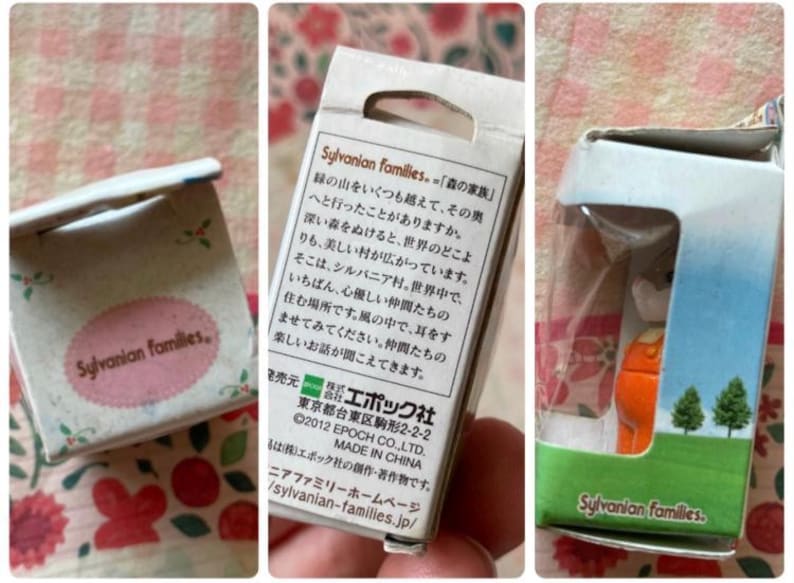 Sylvanian Families®
Sylvanian Families® =「森の家族」
緑の山をいくつも越えて、その奥
へと行ったことがありますか。
深い森をぬけると、世界のどこよ
りも、美しい村が広がっています。
そこは、シルバニア村。世界中で、
いちばん、心優しい仲間たちの
住む場所です。風の中で、耳をす
ませてみてください。仲間たちの
楽しいお話が聞こえてきます。
発売元 EPOCH 株式会社 エポック社
東京都台東区駒形2-2-2
©2012 EPOCH CO.,LTD.
MADE IN CHINA
品は(株)エポック社の創作・著作物です。
ニアファミリーホームページ
//sylvanian-families.jp/
Sylvanian Families®